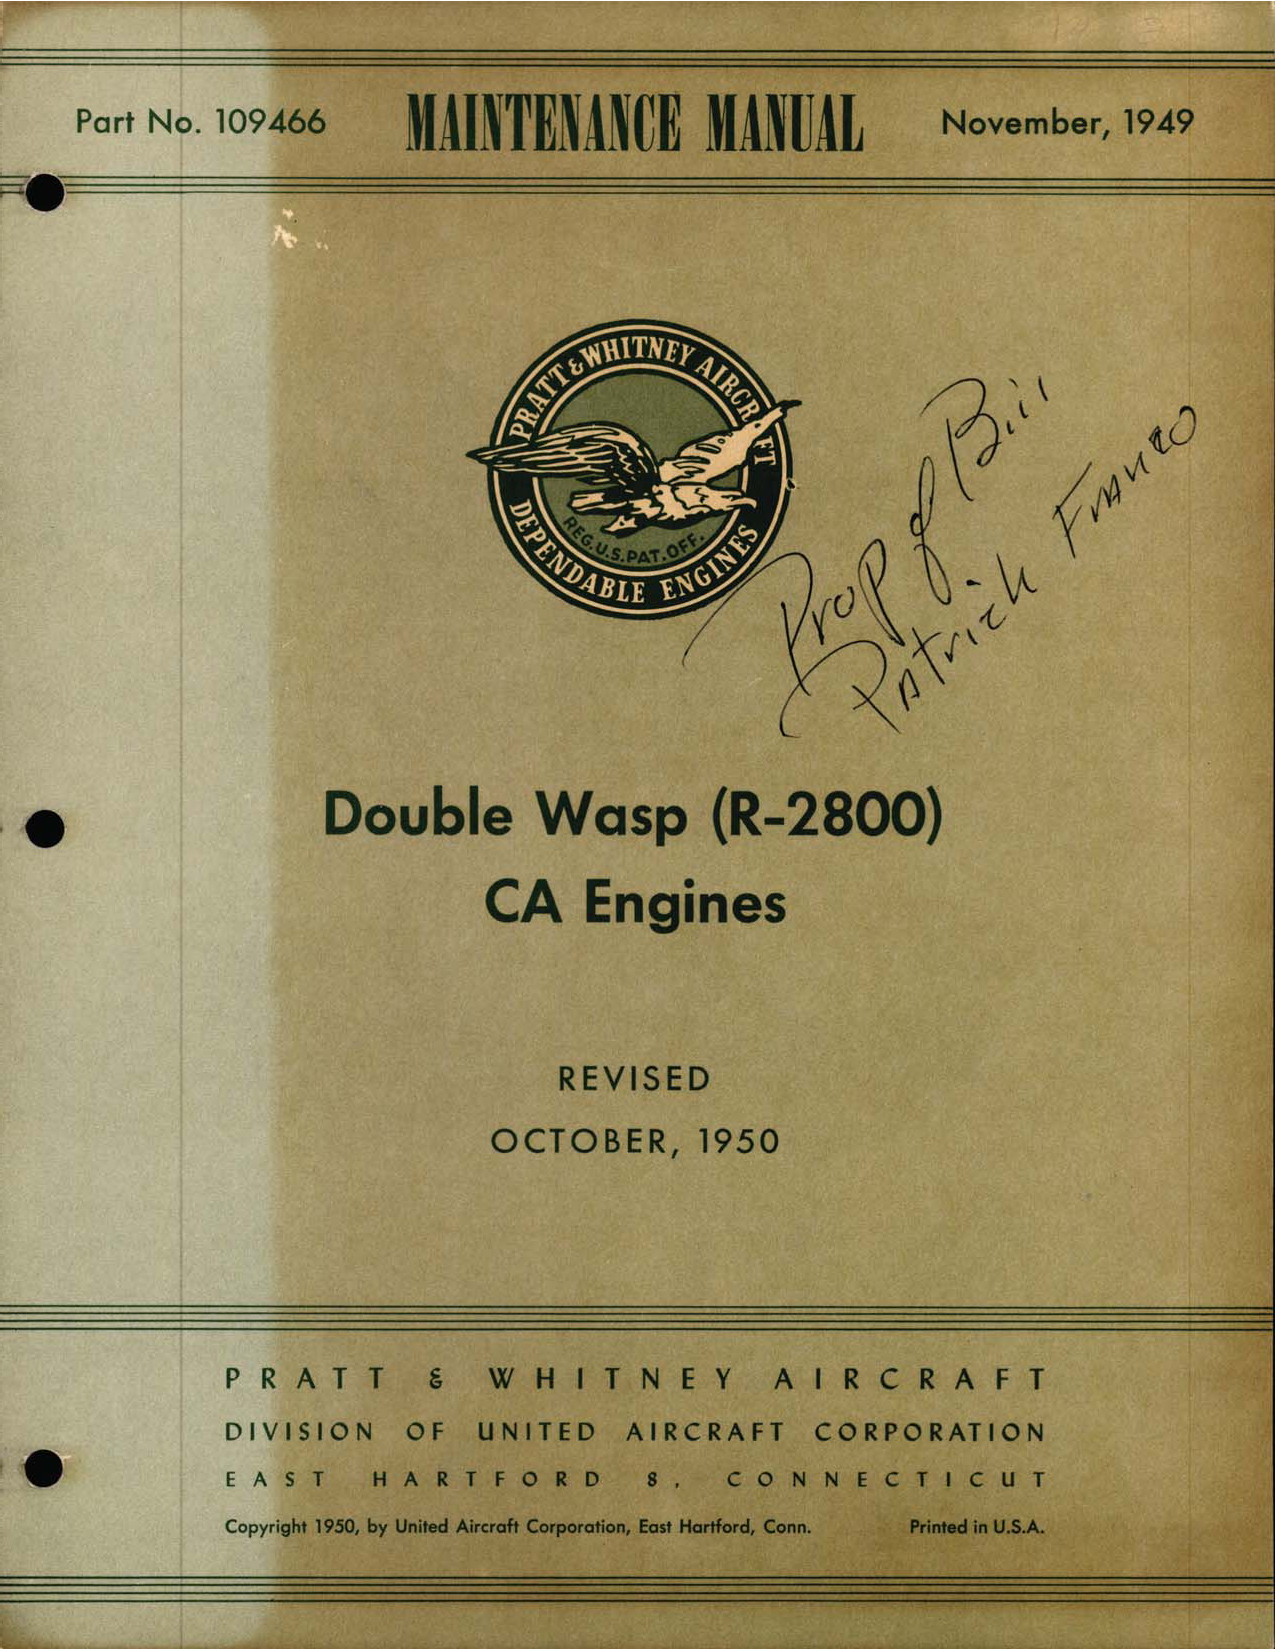 Part No. 109466
MAINTENANCE MANUAL
November, 1949
PRATT & WHITNEY AIRCRAFT
DEPENDABLE ENGINES
REG. U.S. PAT. OFF.
Prop of Bill
Patrick Franzo
Double Wasp (R-2800)
CA Engines
REVISED
OCTOBER, 1950
PRATT & WHITNEY AIRCRAFT
DIVISION OF UNITED AIRCRAFT CORPORATION
EAST HARTFORD 8, CONNECTICUT
Copyright 1950, by United Aircraft Corporation, East Hartford, Conn.
Printed in U.S.A.